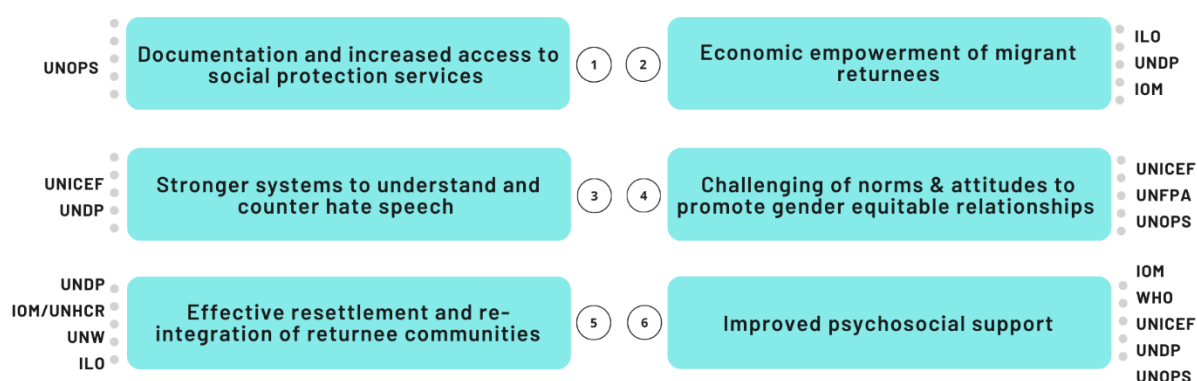 UNOPS
Documentation and increased access to
social protection services
1
2
Economic empowerment of migrant
returnees
ILO
UNDP
IOM
UNICEF
UNDP
Stronger systems to understand and
counter hate speech
3
4
Challenging of norms & attitudes to
promote gender equitable relationships
UNICEF
UNFPA
UNOPS
UNDP
IOM/UNHCR
UNW
ILO
Effective resettlement and re-
integration of returnee communities
5
6
Improved psychosocial support
IOM
WHO
UNICEF
UNDP
UNOPS